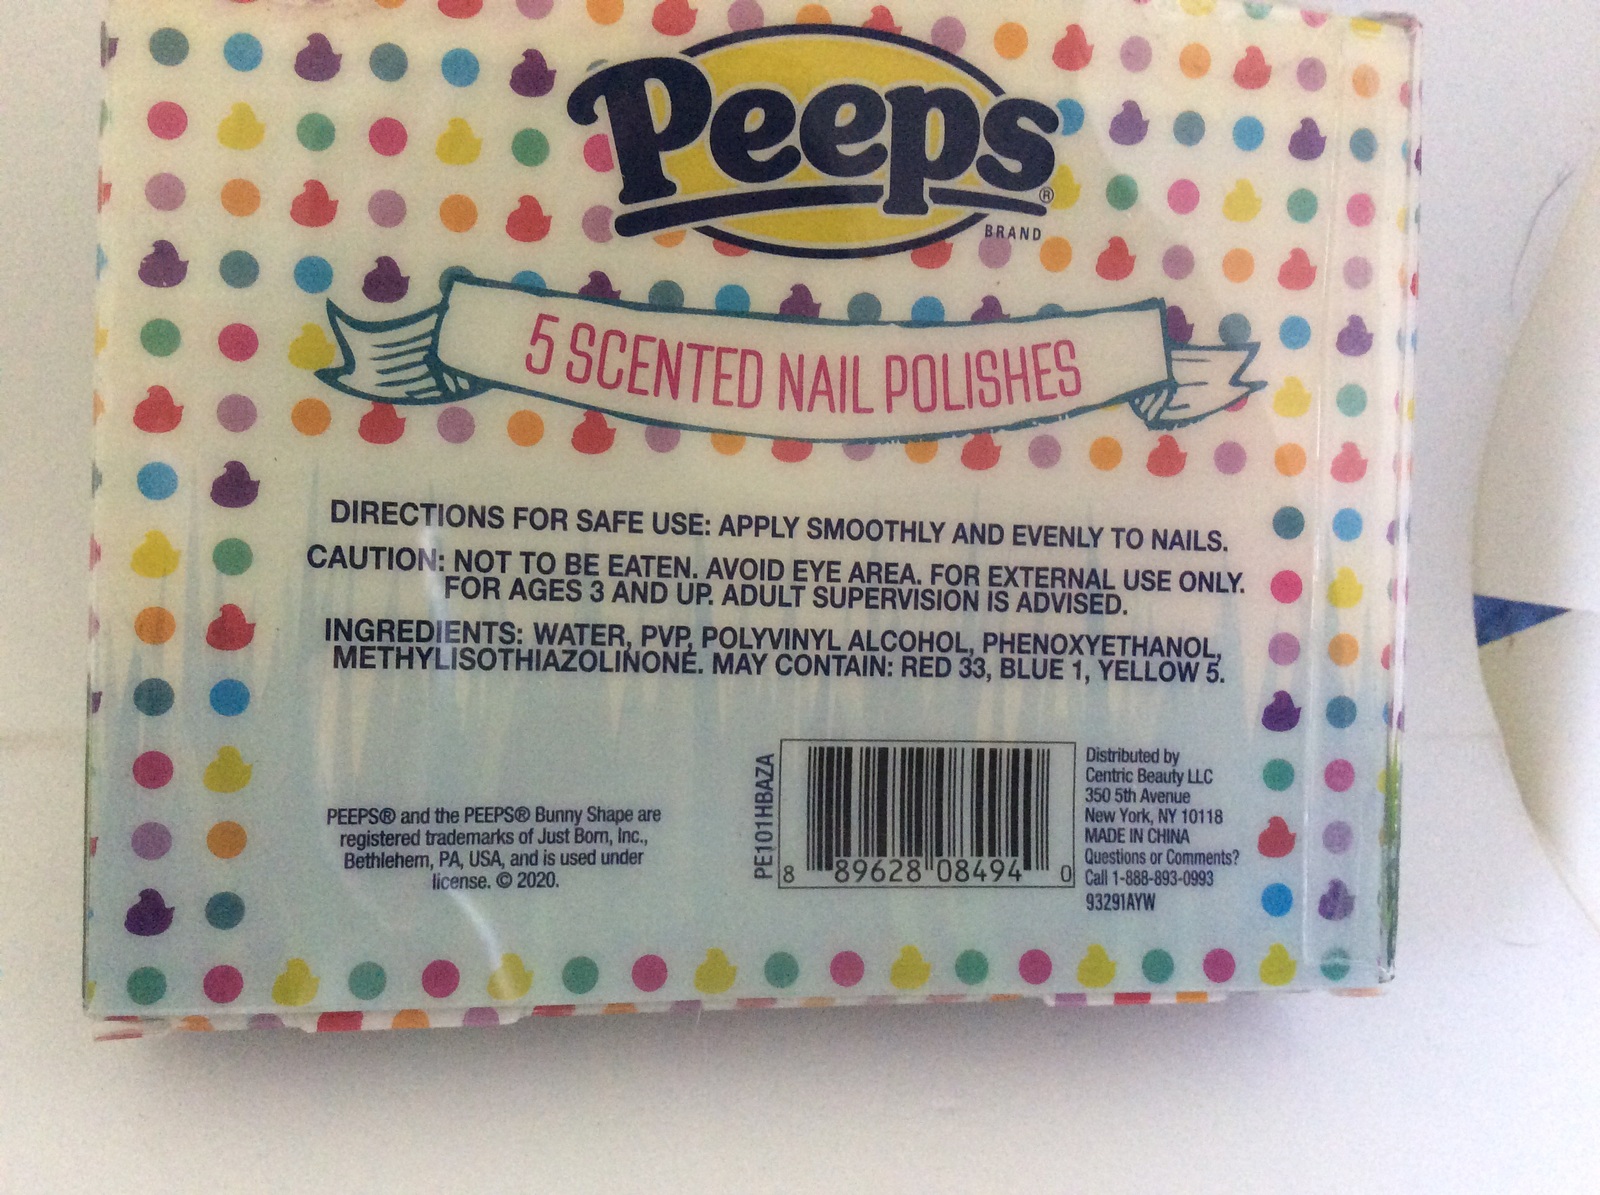 Peeps®
BRAND
5 SCENTED NAIL POLISHES
DIRECTIONS FOR SAFE USE: APPLY SMOOTHLY AND EVENLY TO NAILS.
CAUTION: NOT TO BE EATEN. AVOID EYE AREA. FOR EXTERNAL USE ONLY.
FOR AGES 3 AND UP. ADULT SUPERVISION IS ADVISED.
INGREDIENTS: WATER, PVP, POLYVINYL ALCOHOL, PHENOXYETHANOL,
METHYLISOTHIAZOLINONE. MAY CONTAIN: RED 33, BLUE 1, YELLOW 5.
PEEPS® and the PEEPS® Bunny Shape are
registered trademarks of Just Born, Inc.,
Bethlehem, PA, USA, and is used under
license. © 2020.
PE101HBAZA
8 89628 08494 0
Distributed by
Centric Beauty LLC
350 5th Avenue
New York, NY 10118
MADE IN CHINA
Questions or Comments?
Call 1-888-893-0993
93291AYW